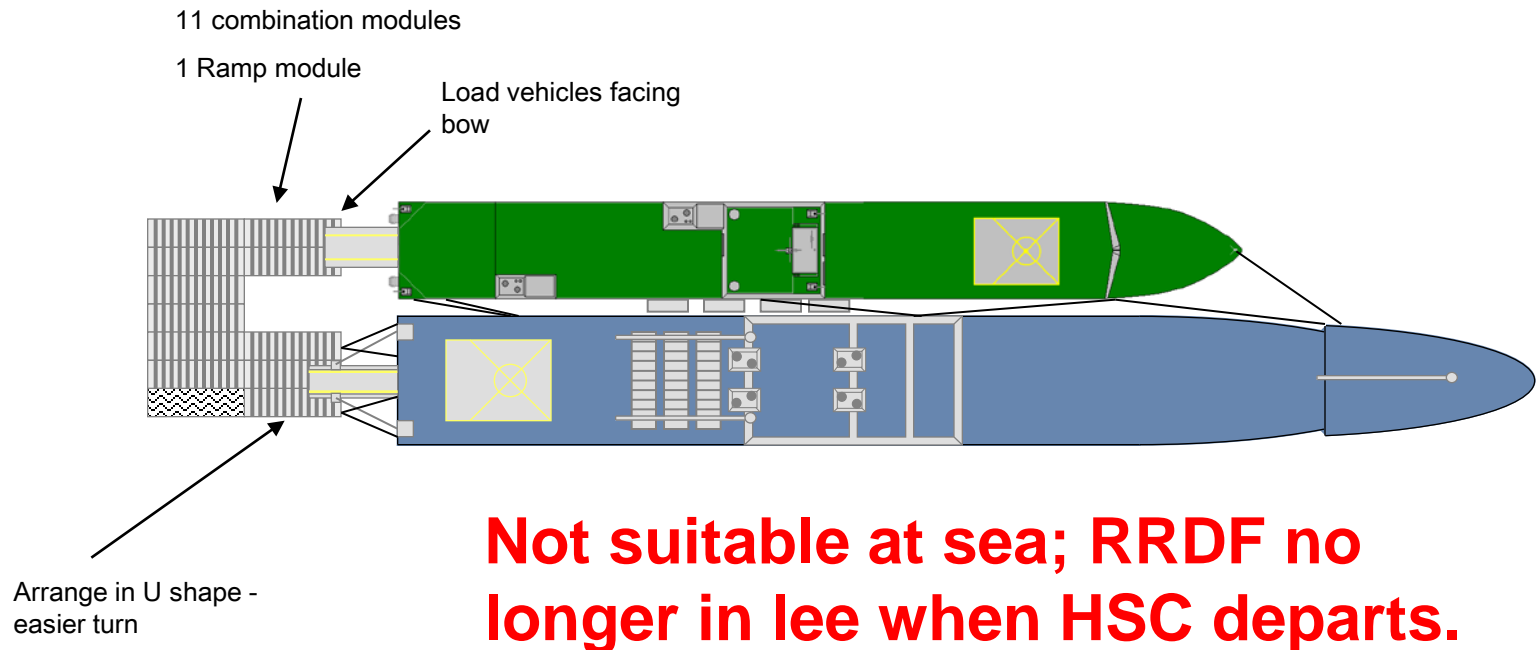 11 combination modules
1 Ramp module
Load vehicles facing
bow
Arrange in U shape -
easier turn
Not suitable at sea; RRDF no
longer in lee when HSC departs.